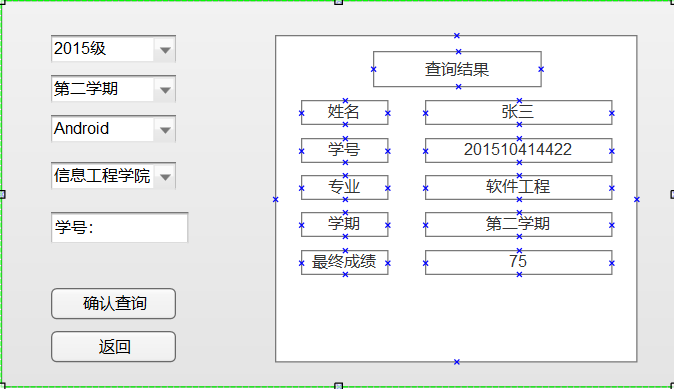 2015级
第二学期
Android
信息工程学院
学号：
确认查询
返回
查询结果
姓名 张三
学号 201510414422
专业 软件工程
学期 第二学期
最终成绩 75